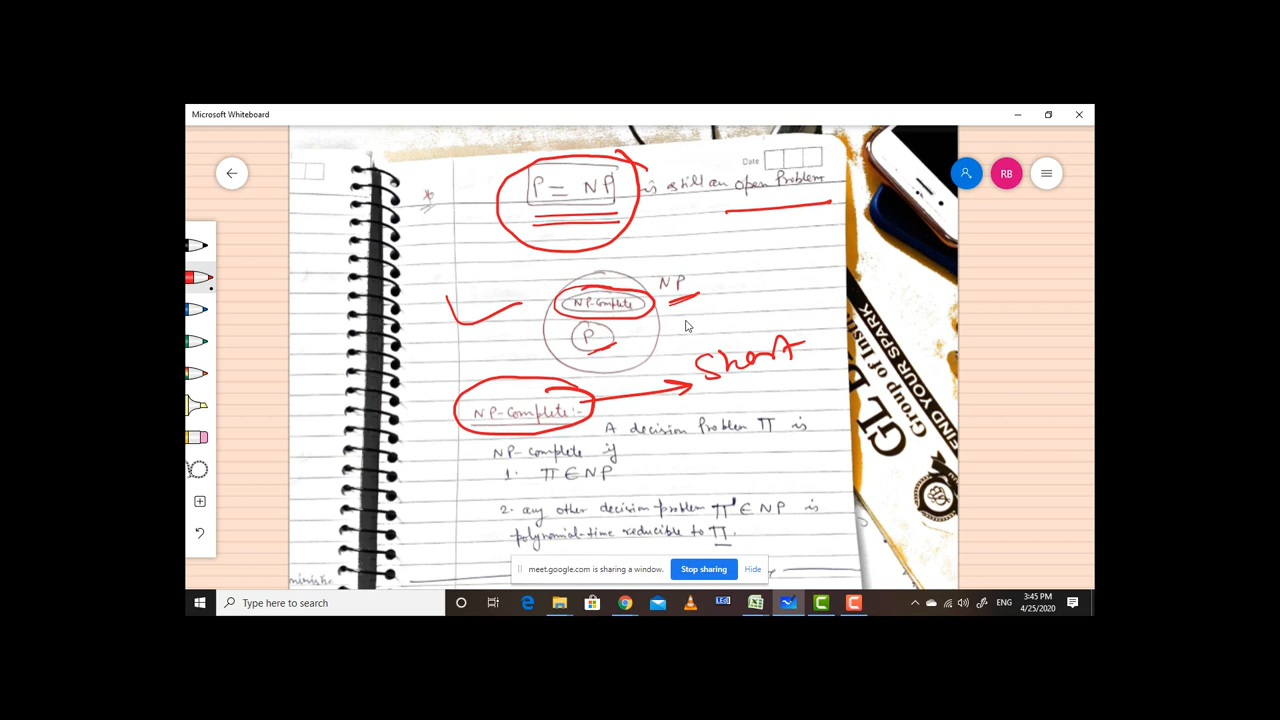 Microsoft Whiteboard
Date
P = NP is still an open Problem
RB
NP
NP-Complete
P
Short
NP-Complete:-
A decision Problem π is
NP-complete if
1. π ∈ NP
2. any other decision problem π' ∈ NP is
polynomial-time reducible to π.
GL
Group of Insti
FIND YOUR SPARK
meet.google.com is sharing a window.
Stop sharing
Hide
Type here to search
ENG
3:45 PM
4/25/2020